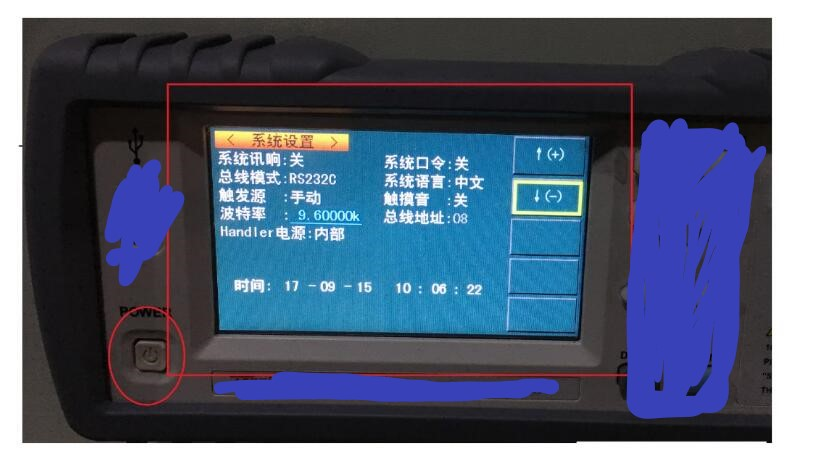 < 系统设置 >
系统讯响:关 系统口令:关
总线模式:RS232C 系统语言:中文
触发源 :手动 触摸音 :关
波特率 : 9.60000k 总线地址:08
Handler电源:内部
时间: 17 - 09 - 15 10 : 06 : 22
↑(+)
↓(-)
POWER